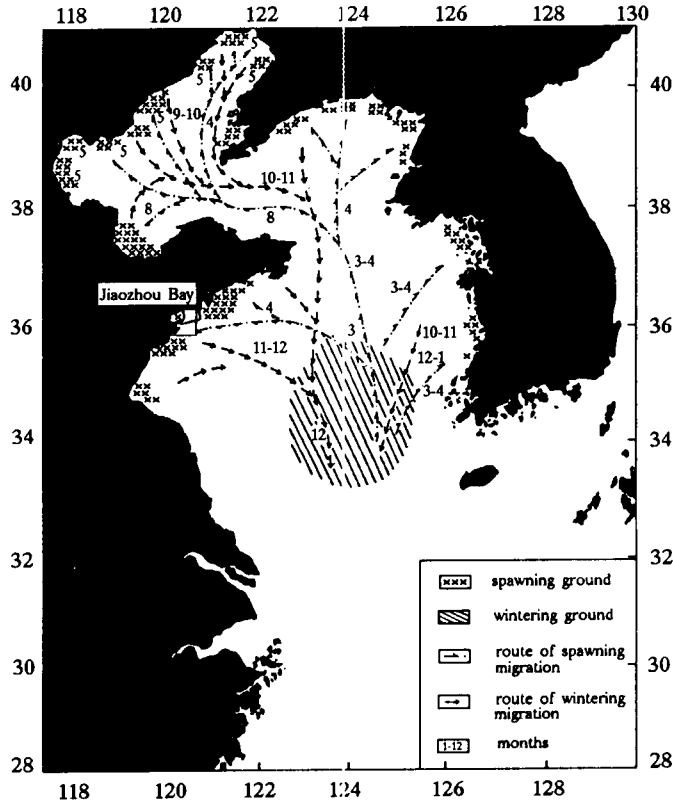 118 120 122 124 126 128 130
40 40
38 38
36 36
34 34
32 32
30 30
28 28
118 120 122 124 126 128
5 5
5
5 9-10 4
5
5 5
5
10-11
8 8 4
3-4
3-4
Jiaozhou Bay
4
3 10-11
11-12 12-1
3-4
12
xxx spawning ground
wintering ground
route of spawning
migration
route of wintering
migration
1-12 months